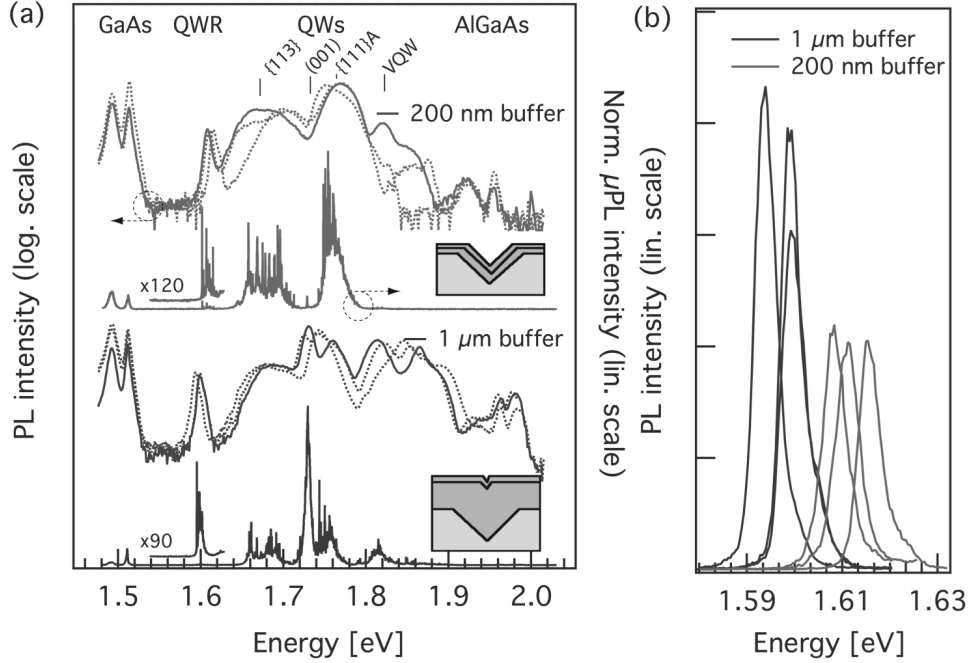 (a)
GaAs QWR QWs AlGaAs
{113}
(001)
{111}A
VQW
200 nm buffer
x120
1 µm buffer
x90
PL intensity (log. scale)
Norm. µPL intensity (lin. scale)
1.5 1.6 1.7 1.8 1.9 2.0
Energy [eV]
(b)
1 µm buffer
200 nm buffer
PL intensity (lin. scale)
1.59 1.61 1.63
Energy [eV]